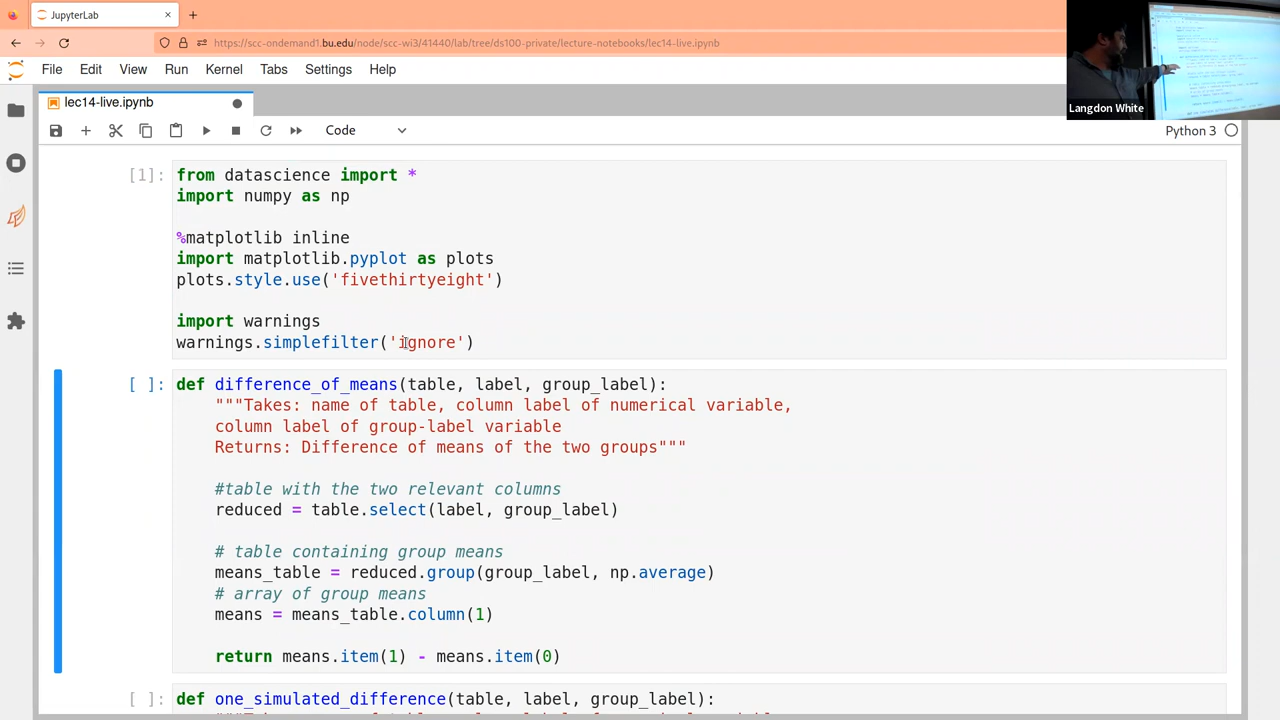 JupyterLab
https://scc-ondemand1.bu.edu/node/scc-wi3/41440/lab/tree/ds100-private/lecture-notebooks/lec14-live.ipynb
Langdon White
File Edit View Run Kernel Tabs Settings Help
lec14-live.ipynb
Code
Python 3
[1]:
from datascience import *
import numpy as np
%matplotlib inline
import matplotlib.pyplot as plots
plots.style.use('fivethirtyeight')
import warnings
warnings.simplefilter('ignore')
[ ]:
def difference_of_means(table, label, group_label):
"""Takes: name of table, column label of numerical variable,
column label of group-label variable
Returns: Difference of means of the two groups"""
#table with the two relevant columns
reduced = table.select(label, group_label)
# table containing group means
means_table = reduced.group(group_label, np.average)
# array of group means
means = means_table.column(1)
return means.item(1) - means.item(0)
[ ]:
def one_simulated_difference(table, label, group_label):